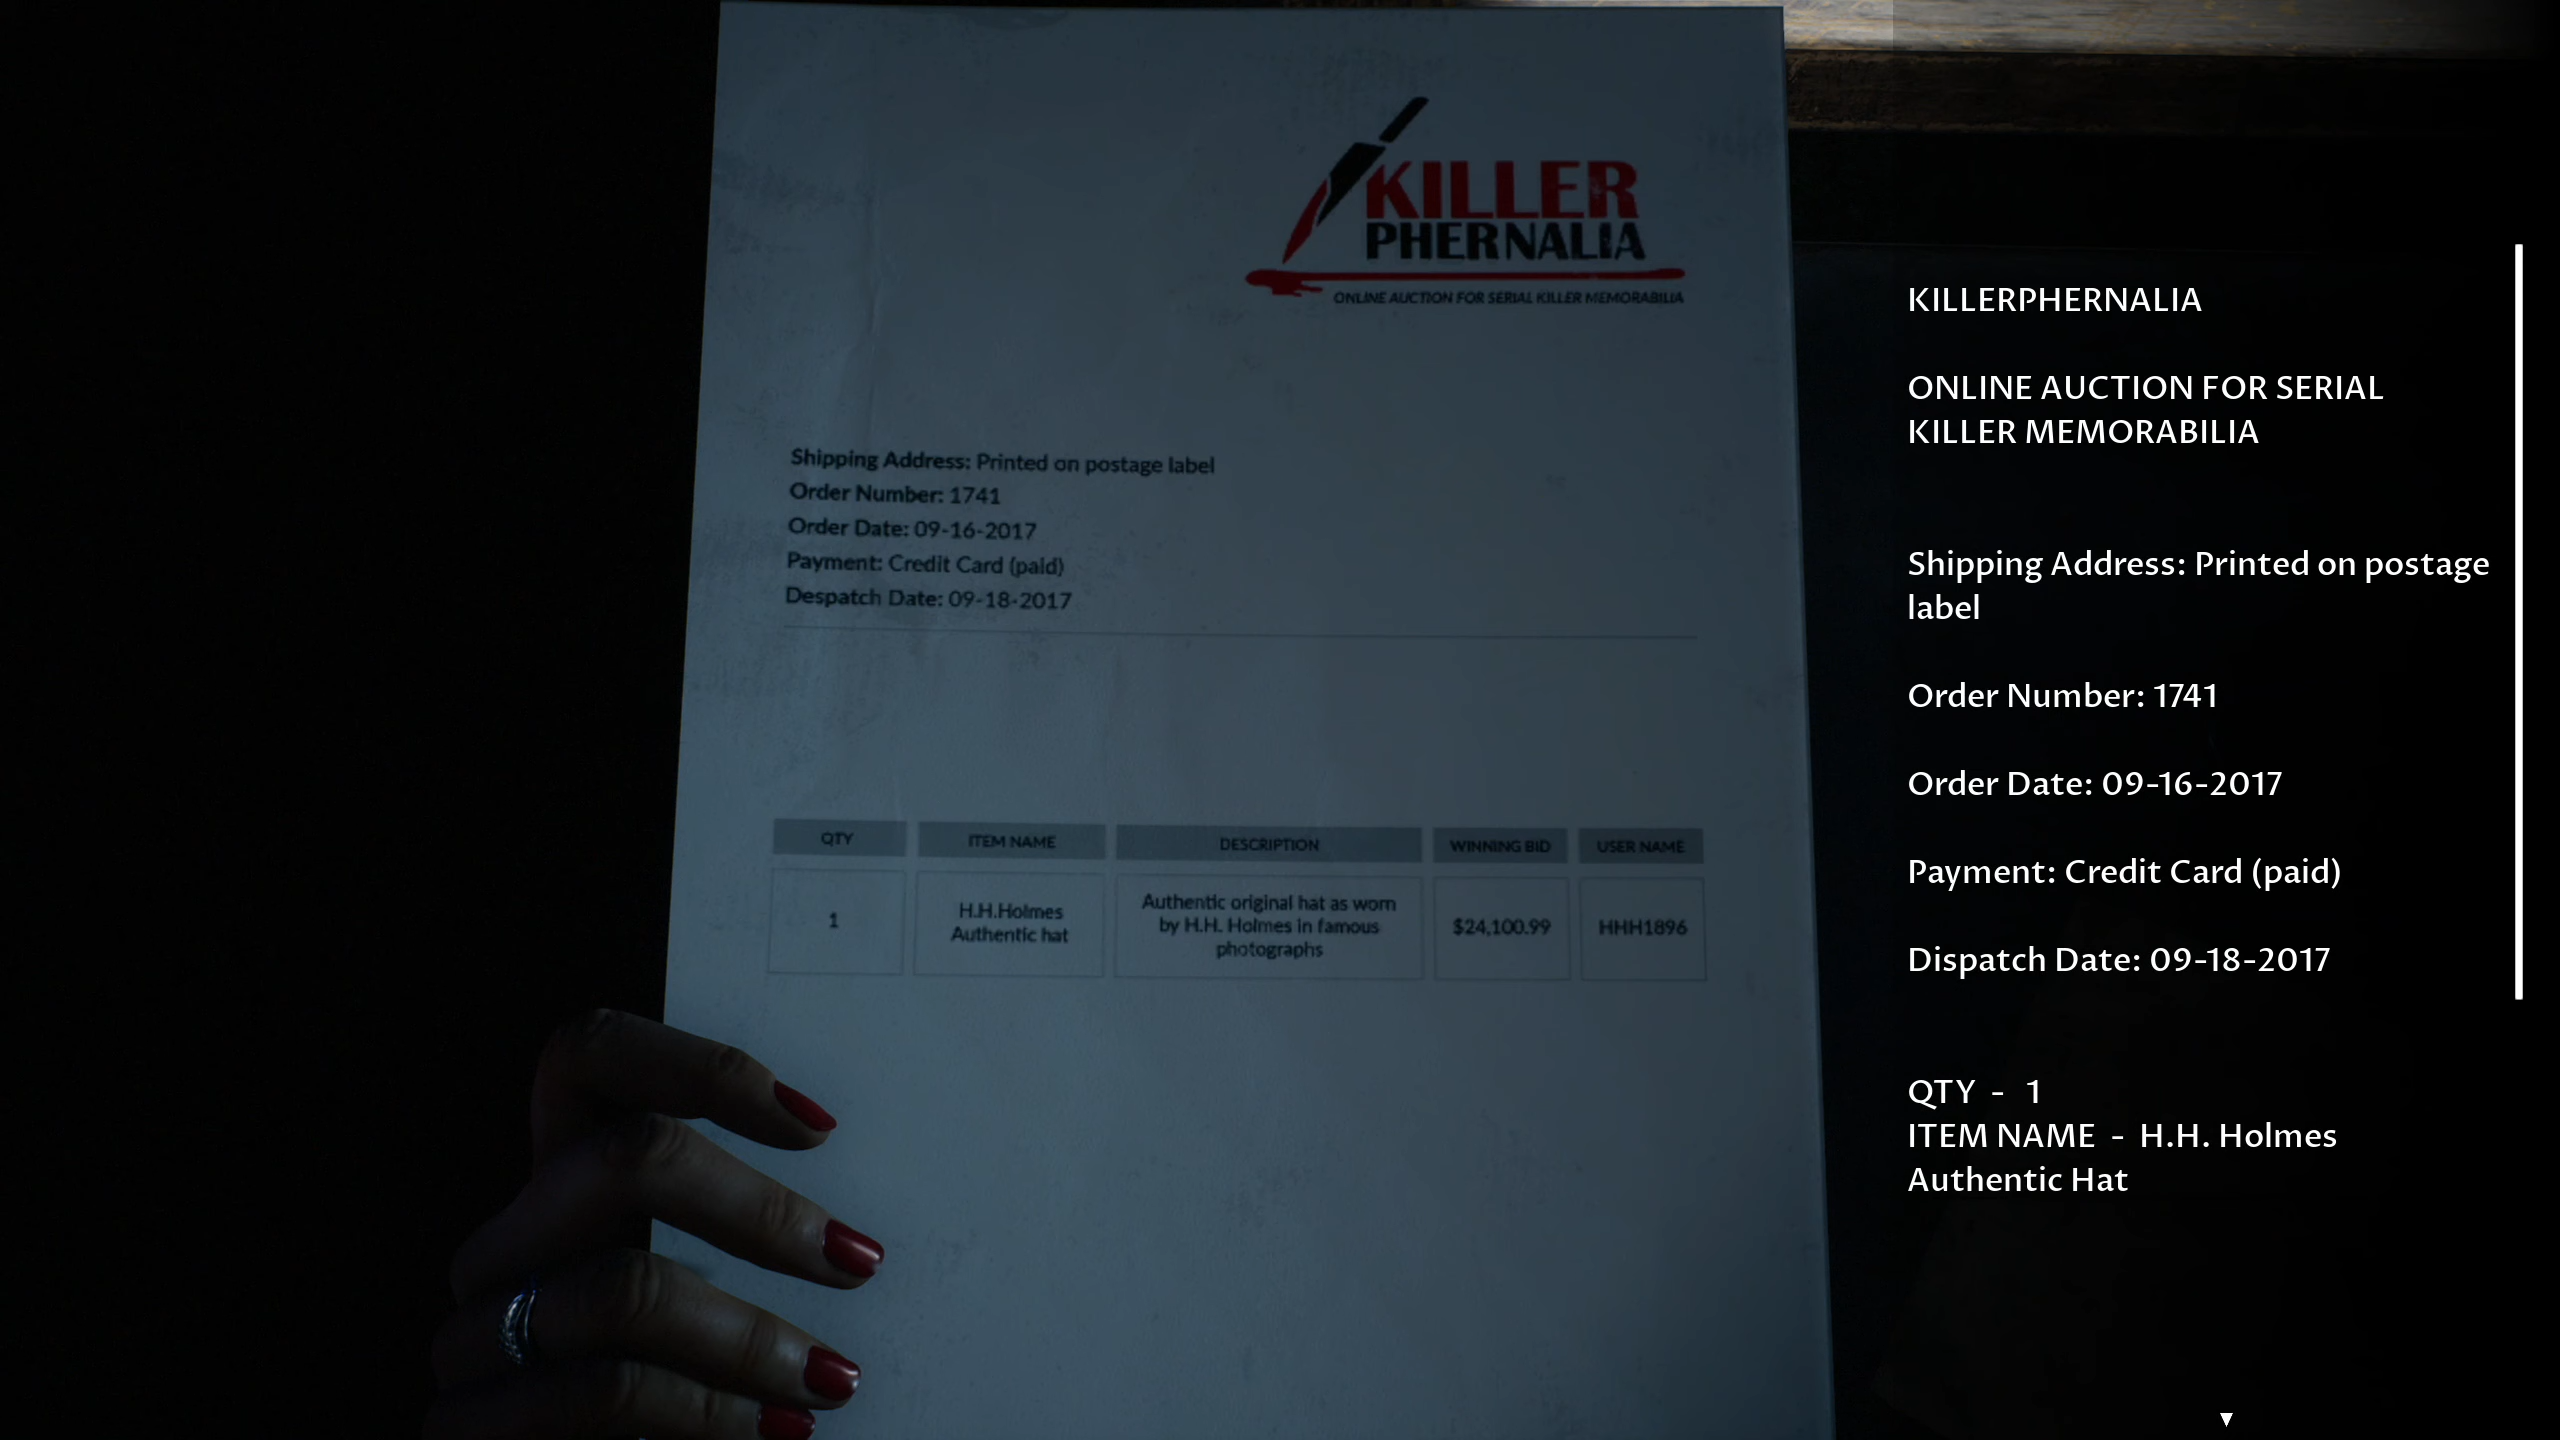 KILLER
PHERNALIA
ONLINE AUCTION FOR SERIAL KILLER MEMORABILIA
Shipping Address: Printed on postage label
Order Number: 1741
Order Date: 09-16-2017
Payment: Credit Card (paid)
Despatch Date: 09-18-2017
QTY ITEM NAME DESCRIPTION WINNING BID USER NAME
1 H.H.Holmes Authentic hat Authentic original hat as worn by H.H. Holmes in famous photographs $24,100.99 HHH1896
KILLERPHERNALIA
ONLINE AUCTION FOR SERIAL
KILLER MEMORABILIA
Shipping Address: Printed on postage
label
Order Number: 1741
Order Date: 09-16-2017
Payment: Credit Card (paid)
Dispatch Date: 09-18-2017
QTY - 1
ITEM NAME - H.H. Holmes
Authentic Hat